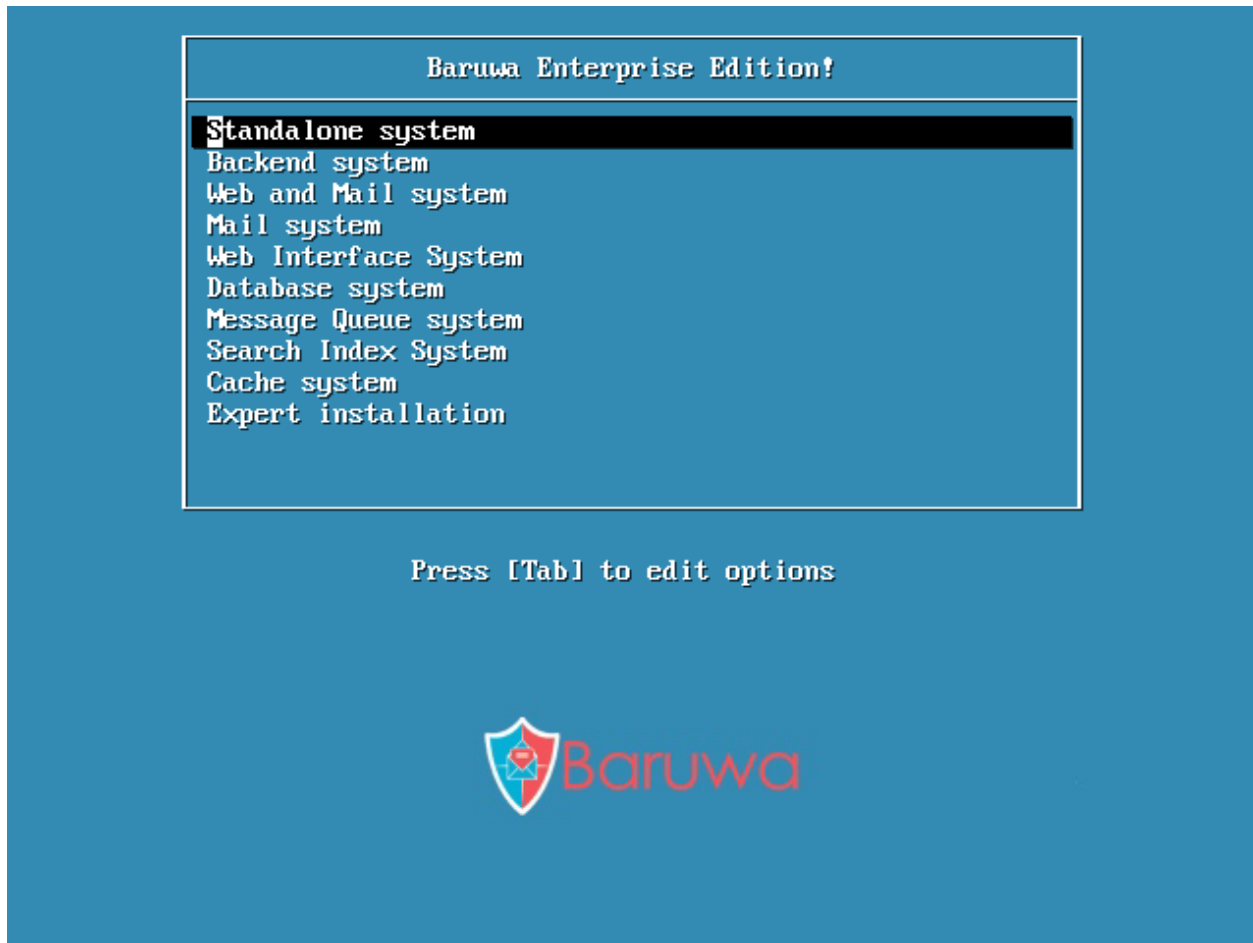 Baruwa Enterprise Edition!
Standalone system
Backend system
Web and Mail system
Mail system
Web Interface System
Database system
Message Queue system
Search Index System
Cache system
Expert installation
Press [Tab] to edit options
Baruwa